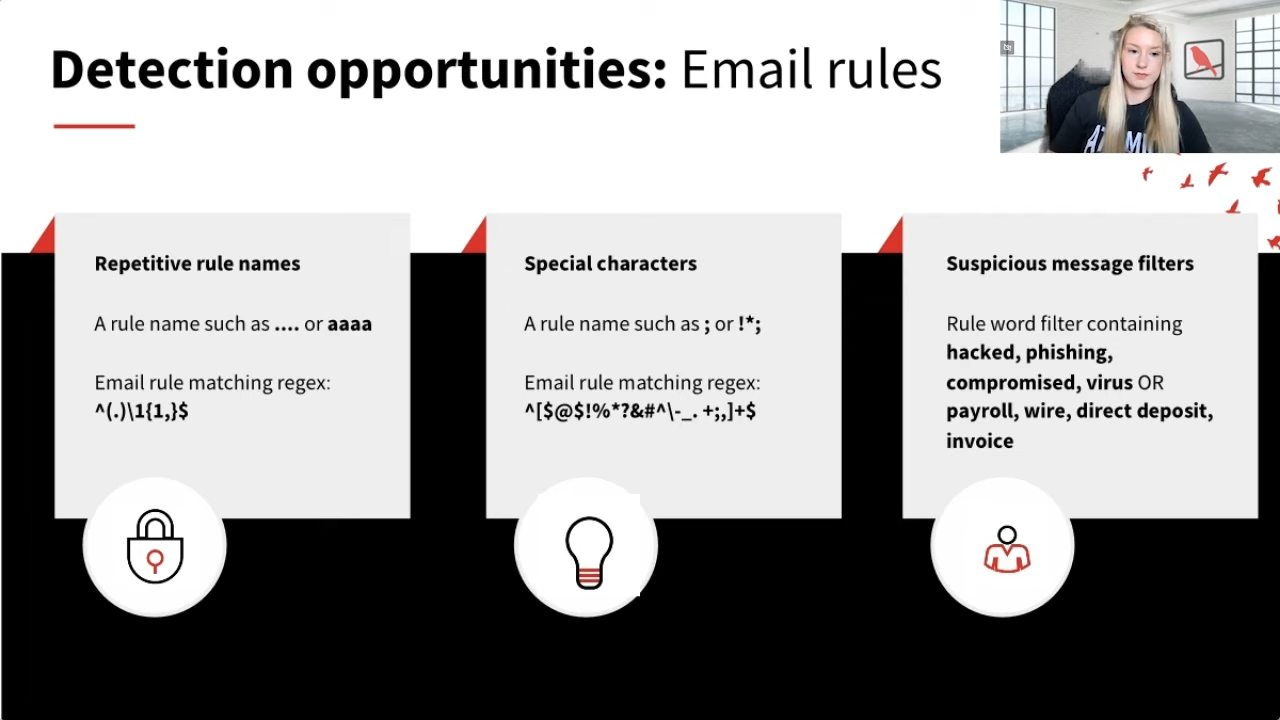 Detection opportunities: Email rules
Repetitive rule names
A rule name such as .... or aaaa
Email rule matching regex:
^(.)\1{1,}$
Special characters
A rule name such as ; or !*;
Email rule matching regex:
^[$@$!%*?&#^\-_. +;,]+$
Suspicious message filters
Rule word filter containing
hacked, phishing,
compromised, virus OR
payroll, wire, direct deposit,
invoice